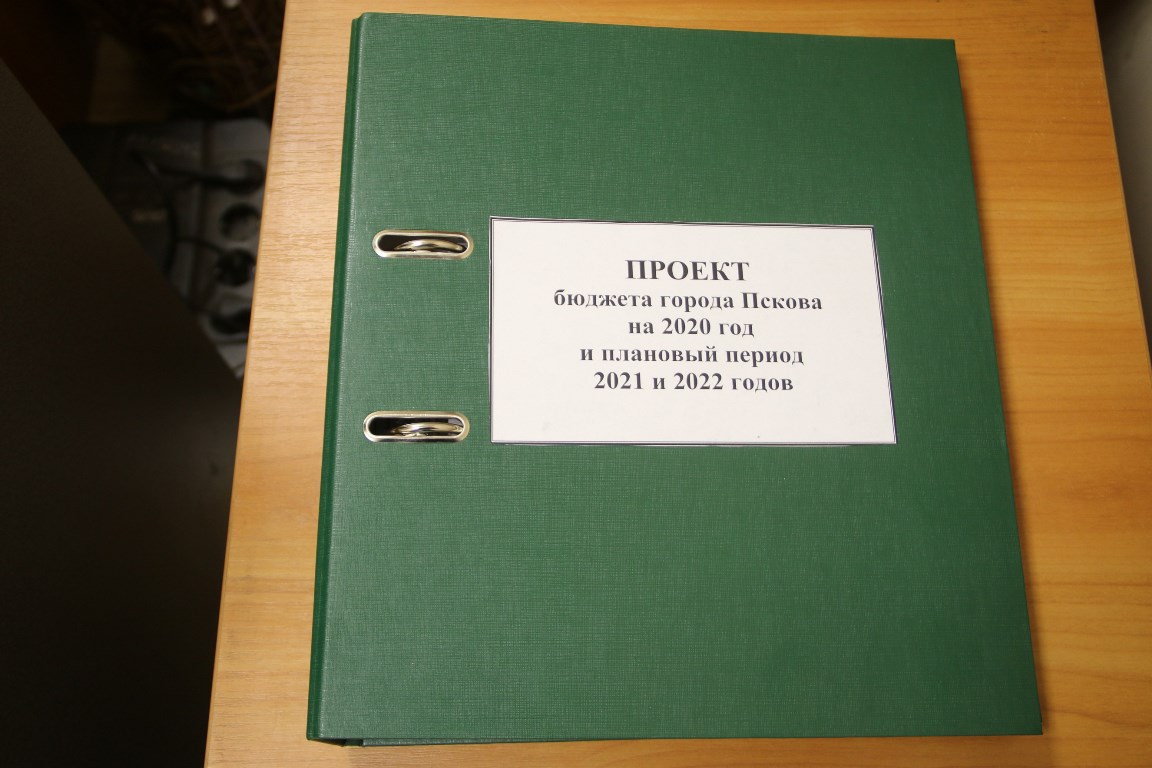 ПРОЕКТ
бюджета города Пскова
на 2020 год
и плановый период
2021 и 2022 годов